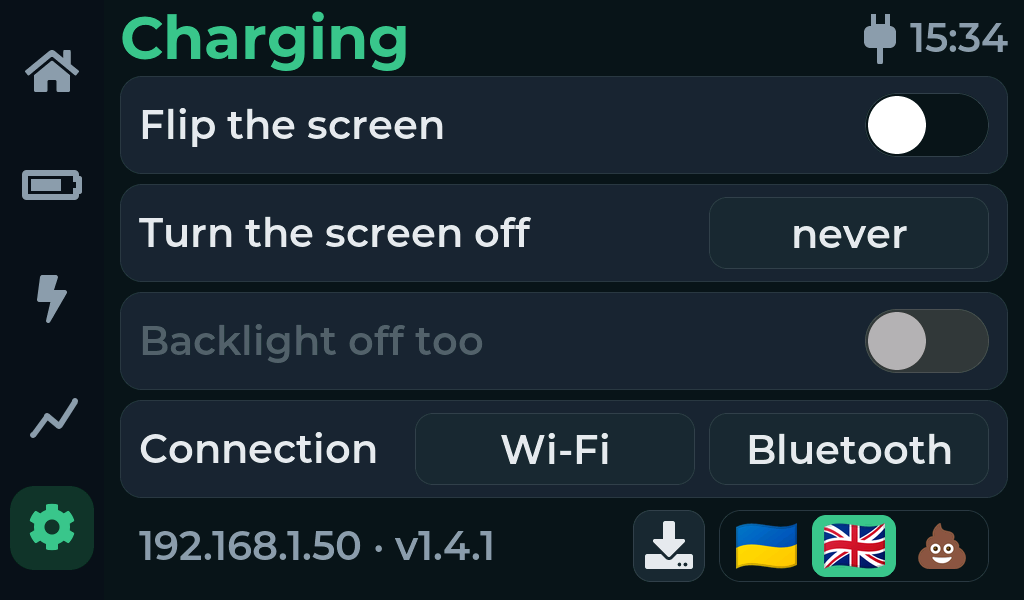 Charging
15:34
Flip the screen
Turn the screen off
never
Backlight off too
Connection
Wi-Fi
Bluetooth
192.168.1.50 · v1.4.1